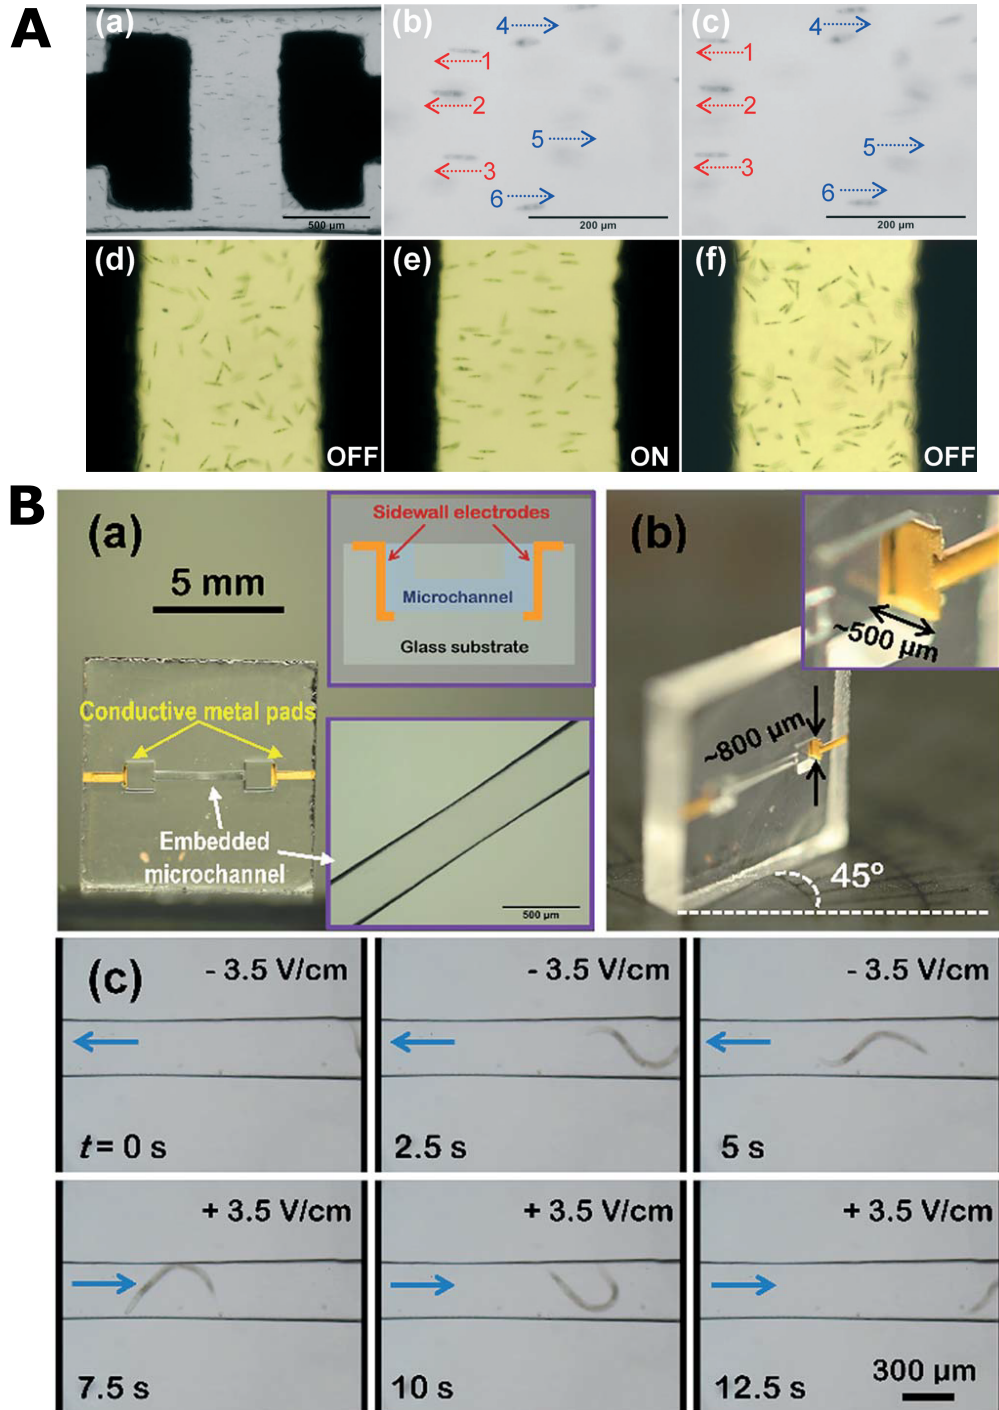 A
(a)
500 µm
(b)
4
1
2
5
3
6
200 µm
(c)
4
1
2
5
3
6
200 µm
(d)
OFF
(e)
ON
(f)
OFF
B
(a)
5 mm
Sidewall electrodes
Microchannel
Glass substrate
Conductive metal pads
Embedded
microchannel
500 µm
(b)
~500 µm
~800 µm
45º
(c)
- 3.5 V/cm
t = 0 s
- 3.5 V/cm
2.5 s
- 3.5 V/cm
5 s
+ 3.5 V/cm
7.5 s
+ 3.5 V/cm
10 s
+ 3.5 V/cm
12.5 s
300 µm